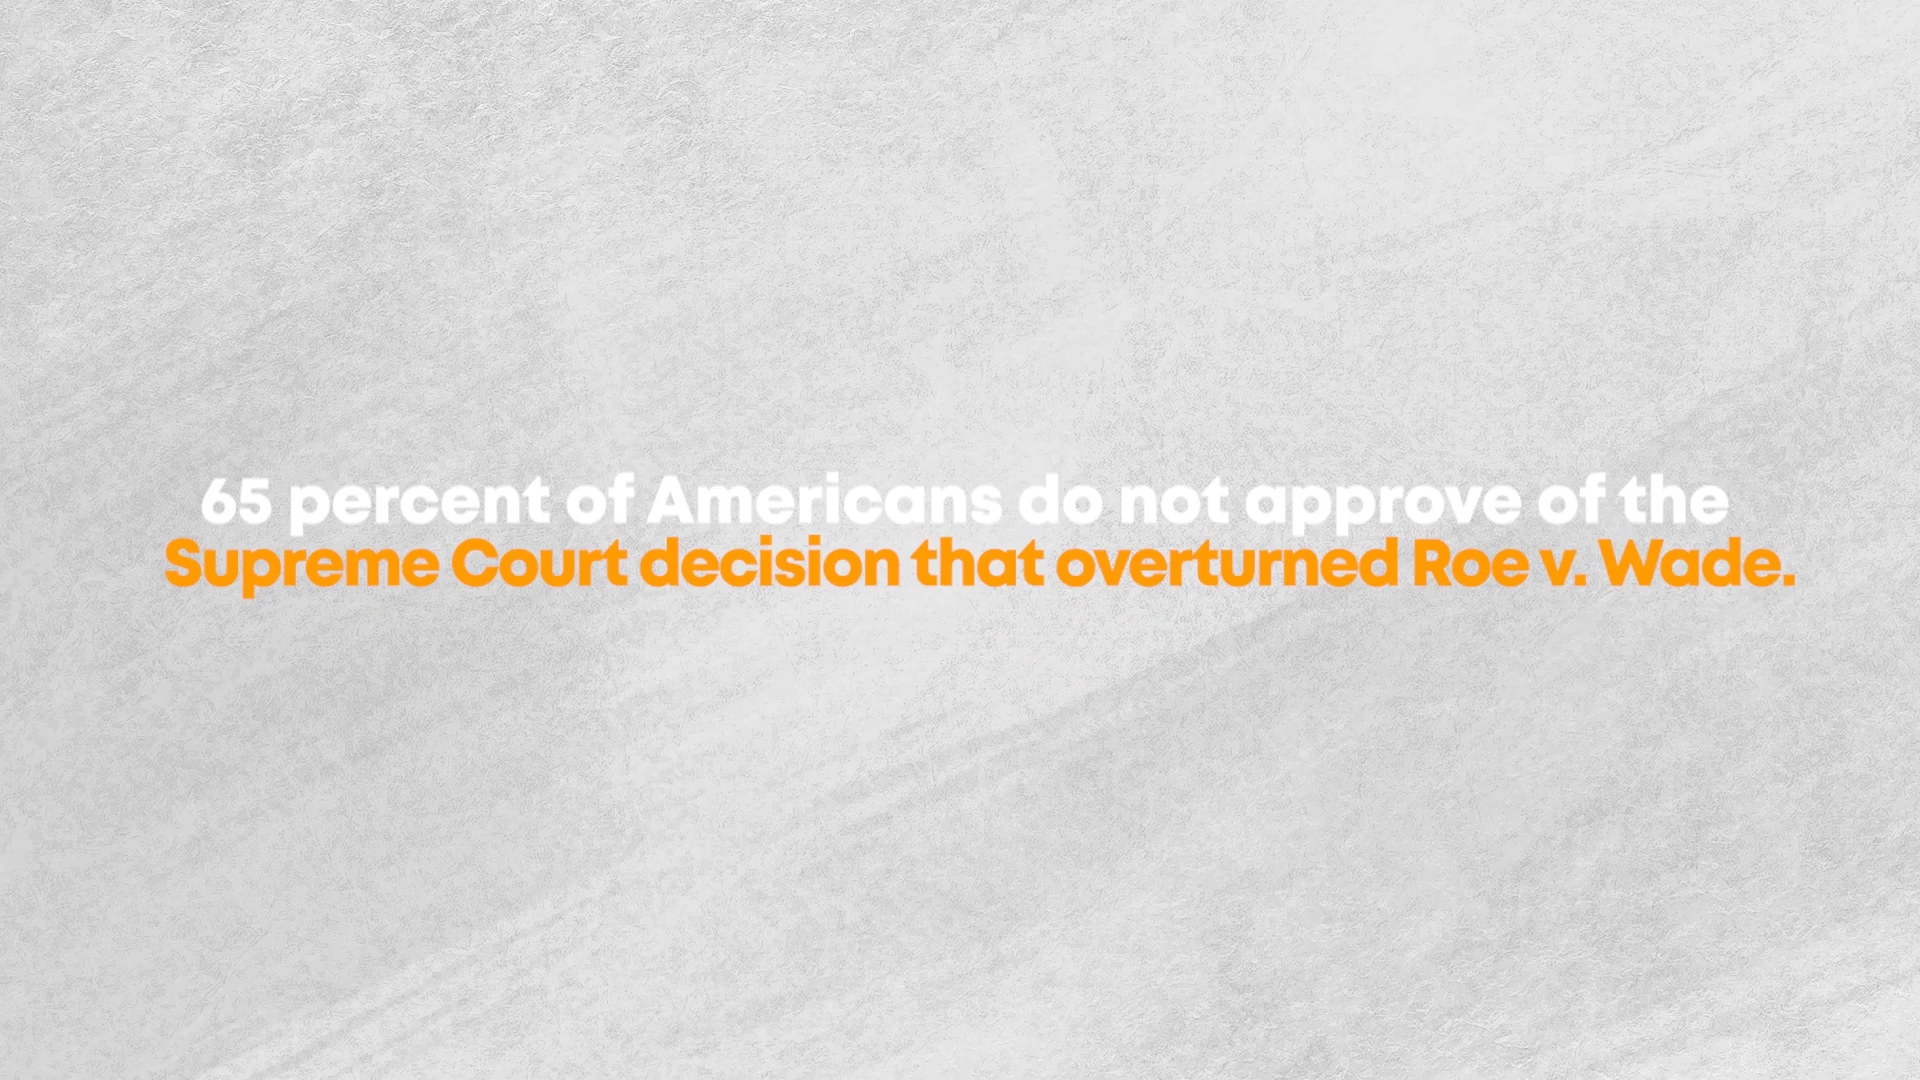 65 percent of Americans do not approve of the
Supreme Court decision that overturned Roe v. Wade.